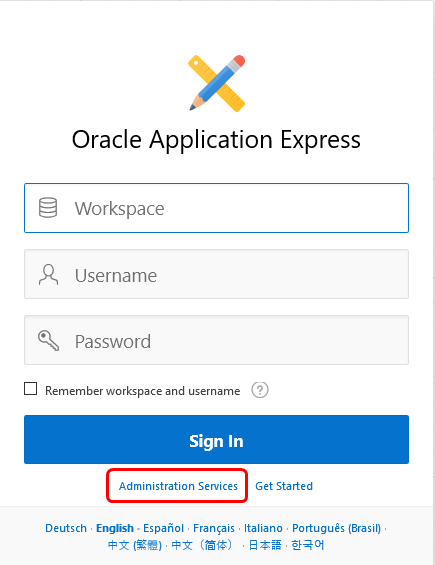 Oracle Application Express
Workspace
Username
Password
Remember workspace and username ?
Sign In
Administration Services Get Started
Deutsch · English · Español · Français · Italiano · Português (Brasil) ·
中文 (繁體) · 中文（简体） · 日本語 · 한국어